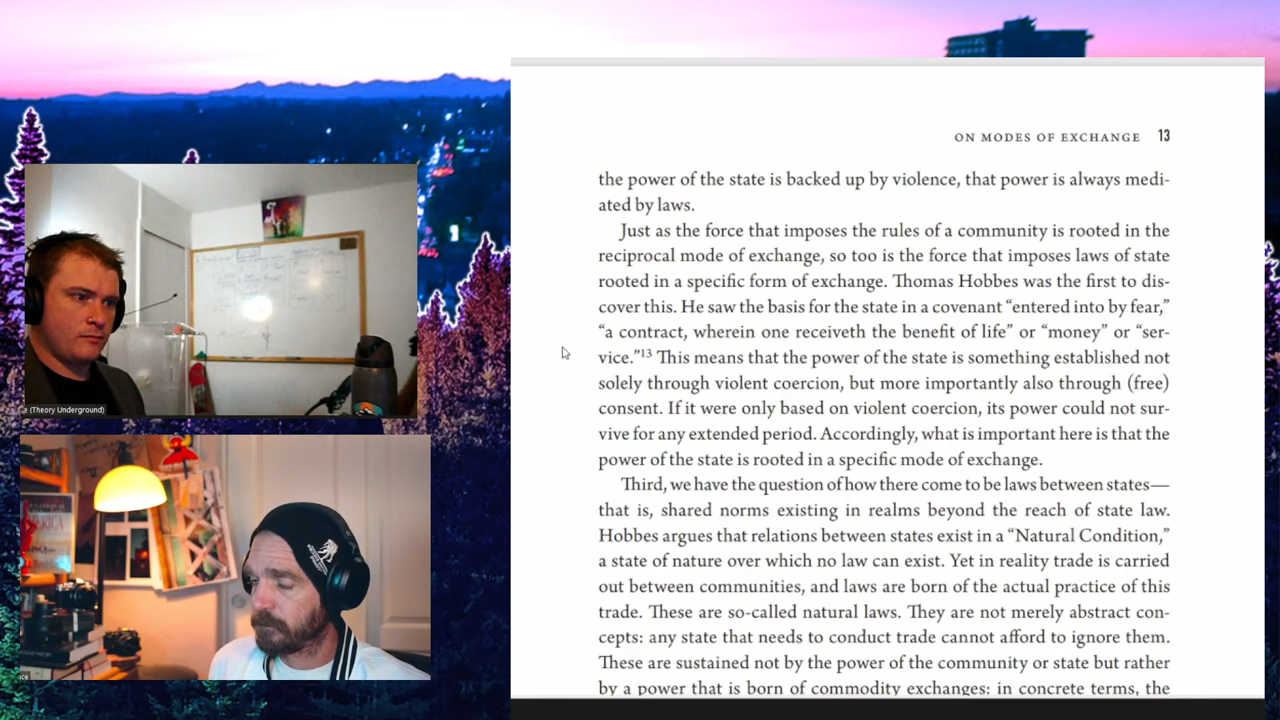 ON MODES OF EXCHANGE 13
the power of the state is backed up by violence, that power is always medi-
ated by laws.
Just as the force that imposes the rules of a community is rooted in the
reciprocal mode of exchange, so too is the force that imposes laws of state
rooted in a specific form of exchange. Thomas Hobbes was the first to dis-
cover this. He saw the basis for the state in a covenant “entered into by fear,”
“a contract, wherein one receiveth the benefit of life” or “money” or “ser-
vice.”13 This means that the power of the state is something established not
solely through violent coercion, but more importantly also through (free)
consent. If it were only based on violent coercion, its power could not sur-
vive for any extended period. Accordingly, what is important here is that the
power of the state is rooted in a specific mode of exchange.
Third, we have the question of how there come to be laws between states—
that is, shared norms existing in realms beyond the reach of state law.
Hobbes argues that relations between states exist in a “Natural Condition,”
a state of nature over which no law can exist. Yet in reality trade is carried
out between communities, and laws are born of the actual practice of this
trade. These are so-called natural laws. They are not merely abstract con-
cepts: any state that needs to conduct trade cannot afford to ignore them.
These are sustained not by the power of the community or state but rather
by a power that is born of commodity exchanges: in concrete terms, the
(Theory Underground)